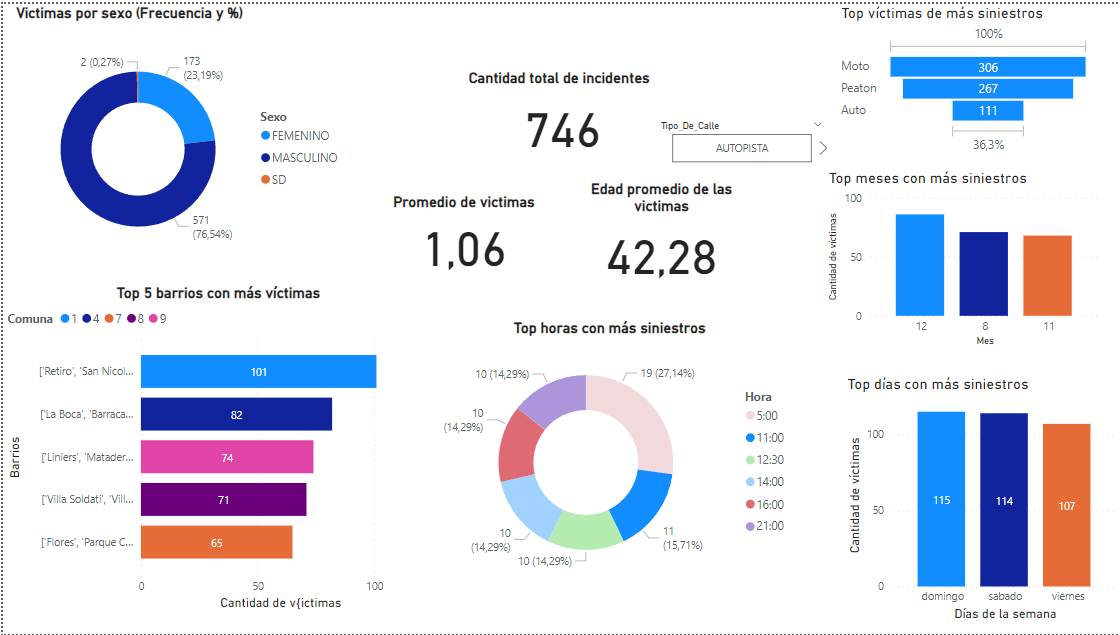 Victimas por sexo (Frecuencia y %)
2 (0,27%)
173
(23,19%)
571
(76,54%)
Sexo
FEMENINO
MASCULINO
SD
Cantidad total de incidentes
746
Tipo_De_Calle
AUTOPISTA
Promedio de victimas
1,06
Edad promedio de las
victimas
42,28
Top víctimas de más siniestros
100%
Moto
306
Peaton
267
Auto
111
36,3%
Top meses con más siniestros
Cantidad de víctimas
100
50
0
12
8
11
Mes
Top 5 barrios con más víctimas
Comuna 1 4 7 8 9
Barrios
['Retiro', 'San Nicol...
101
['La Boca', 'Barraca...
82
['Liniers', 'Matader...
74
['Villa Soldati', 'Vill...
71
['Flores', 'Parque C...
65
0
50
100
Cantidad de v{ictimas
Top horas con más siniestros
10 (14,29%)
19 (27,14%)
10
(14,29%)
10
(14,29%)
10 (14,29%)
11
(15,71%)
Hora
5:00
11:00
12:30
14:00
16:00
21:00
Top días con más siniestros
Cantidad de víctimas
100
50
0
115
114
107
domingo
sabado
viernes
Días de la semana